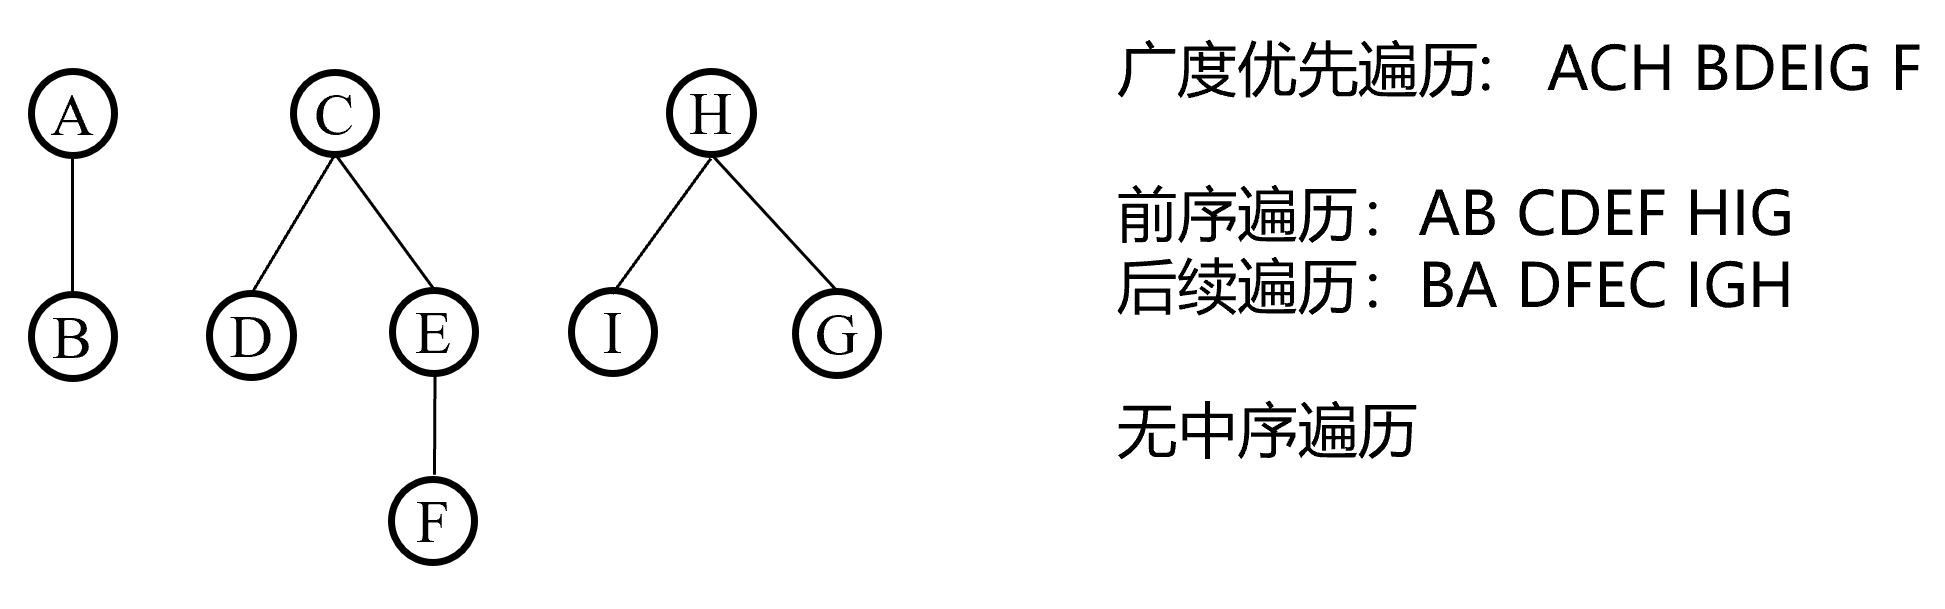 A C H
B D E I G
F
广度优先遍历: ACH BDEIG F
前序遍历：AB CDEF HIG
后续遍历：BA DFEC IGH
无中序遍历